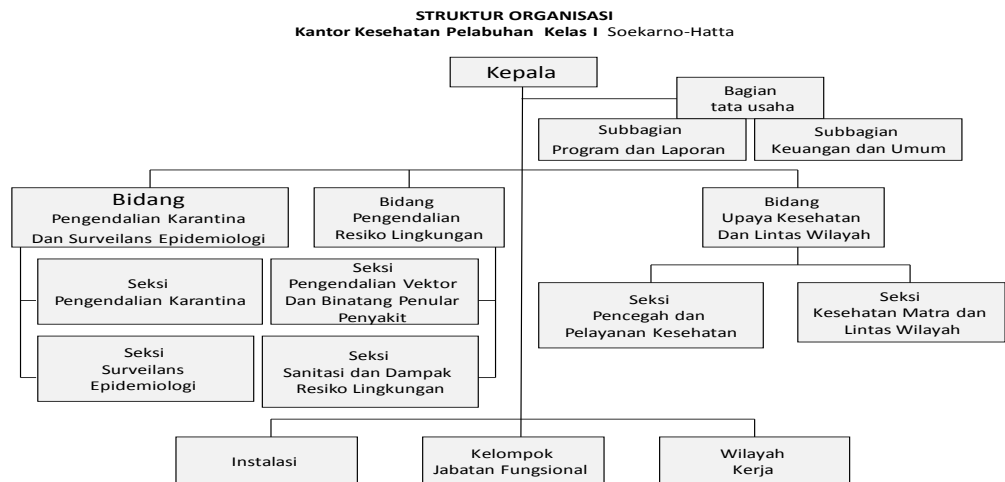 STRUKTUR ORGANISASI
Kantor Kesehatan Pelabuhan Kelas I Soekarno-Hatta
Kepala
Bagian
tata usaha
Subbagian
Program dan Laporan
Subbagian
Keuangan dan Umum
Bidang
Pengendalian Karantina
Dan Surveilans Epidemiologi
Bidang
Pengendalian
Resiko Lingkungan
Bidang
Upaya Kesehatan
Dan Lintas Wilayah
Seksi
Pengendalian Karantina
Seksi
Pengendalian Vektor
Dan Binatang Penular
Penyakit
Seksi
Pencegah dan
Pelayanan Kesehatan
Seksi
Kesehatan Matra dan
Lintas Wilayah
Seksi
Surveilans
Epidemiologi
Seksi
Sanitasi dan Dampak
Resiko Lingkungan
Instalasi
Kelompok
Jabatan Fungsional
Wilayah
Kerja